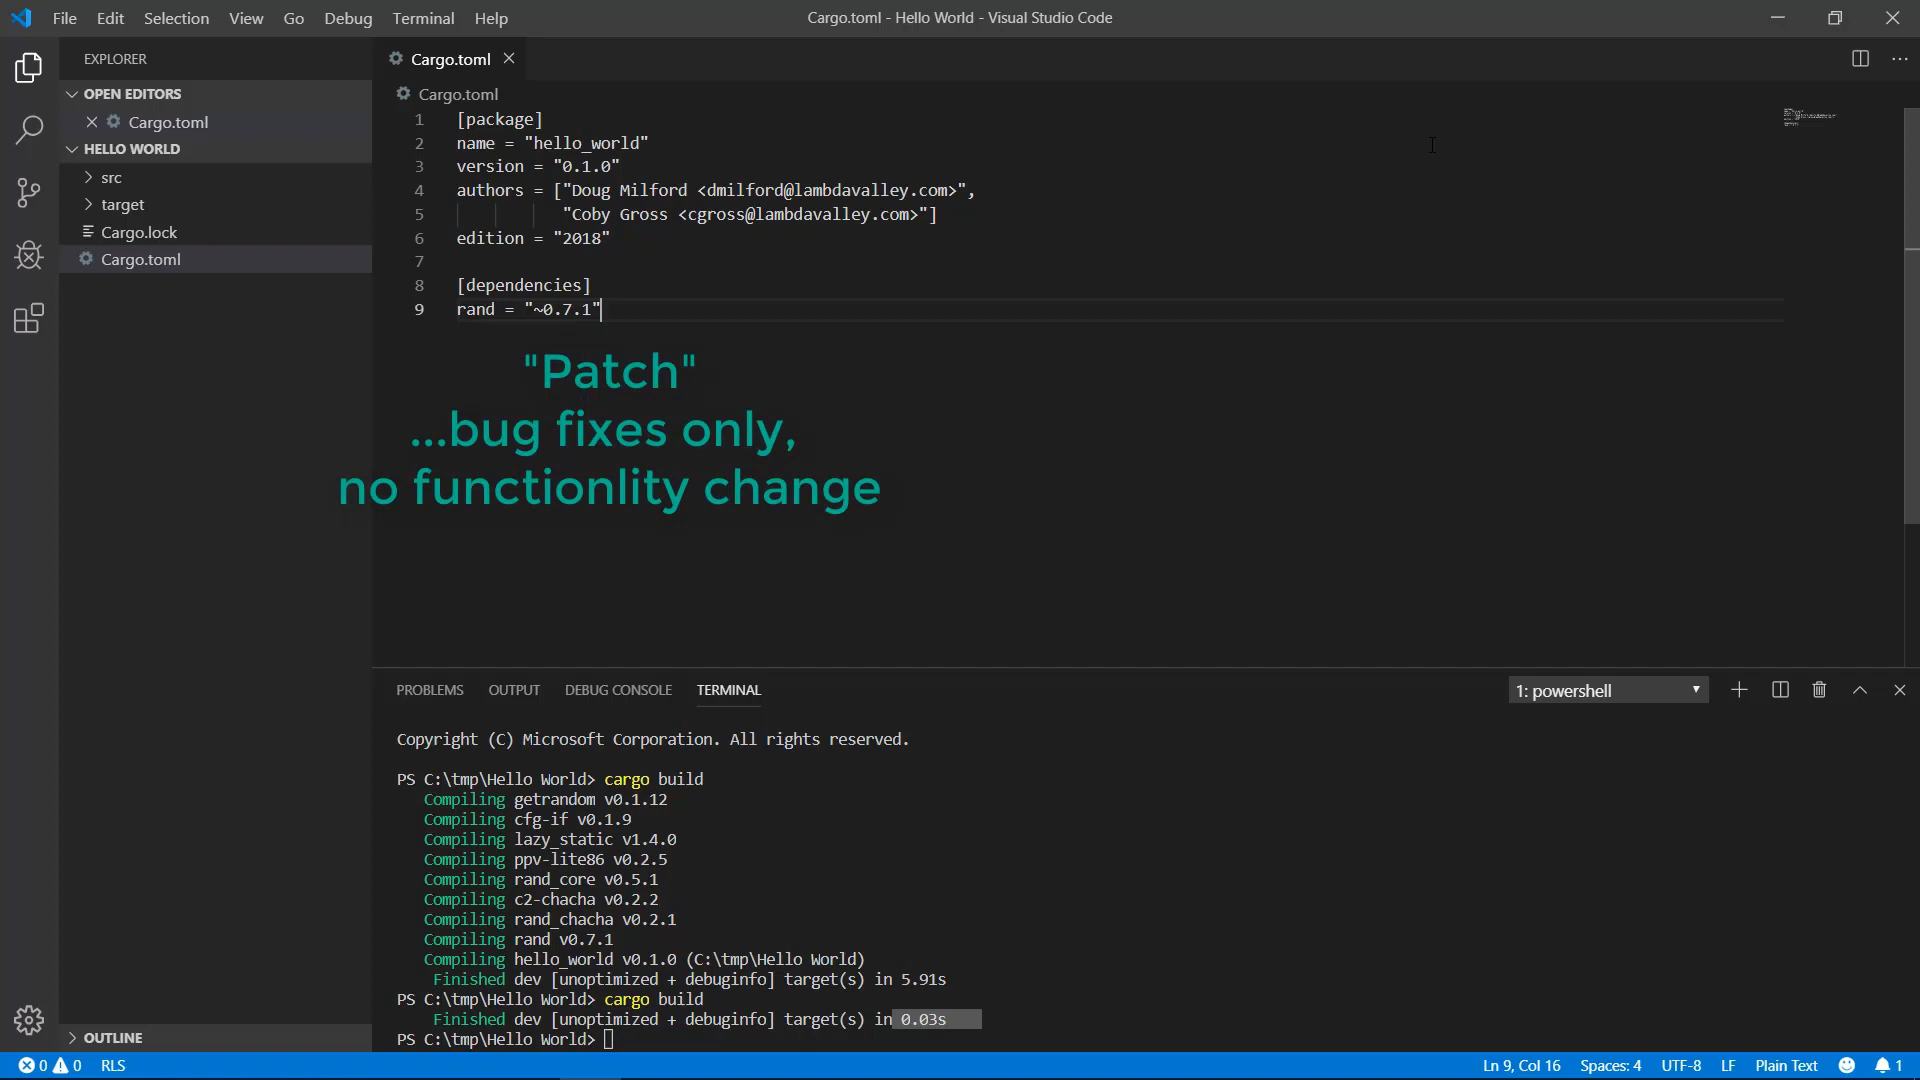 File Edit Selection View Go Debug Terminal Help
Cargo.toml - Hello World - Visual Studio Code
EXPLORER
OPEN EDITORS
Cargo.toml
HELLO WORLD
src
target
Cargo.lock
Cargo.toml
OUTLINE
Cargo.toml
Cargo.toml
1 [package]
2 name = "hello_world"
3 version = "0.1.0"
4 authors = ["Doug Milford <dmilford@lambdavalley.com>",
5 "Coby Gross <cgross@lambdavalley.com>"]
6 edition = "2018"
7
8 [dependencies]
9 rand = "~0.7.1"
"Patch"
...bug fixes only,
no functionlity change
PROBLEMS OUTPUT DEBUG CONSOLE TERMINAL
1: powershell
Copyright (C) Microsoft Corporation. All rights reserved.
PS C:\tmp\Hello World> cargo build
Compiling getrandom v0.1.12
Compiling cfg-if v0.1.9
Compiling lazy_static v1.4.0
Compiling ppv-lite86 v0.2.5
Compiling rand_core v0.5.1
Compiling c2-chacha v0.2.2
Compiling rand_chacha v0.2.1
Compiling rand v0.7.1
Compiling hello_world v0.1.0 (C:\tmp\Hello World)
Finished dev [unoptimized + debuginfo] target(s) in 5.91s
PS C:\tmp\Hello World> cargo build
Finished dev [unoptimized + debuginfo] target(s) in 0.03s
PS C:\tmp\Hello World>
0 0 RLS
Ln 9, Col 16 Spaces: 4 UTF-8 LF Plain Text 1